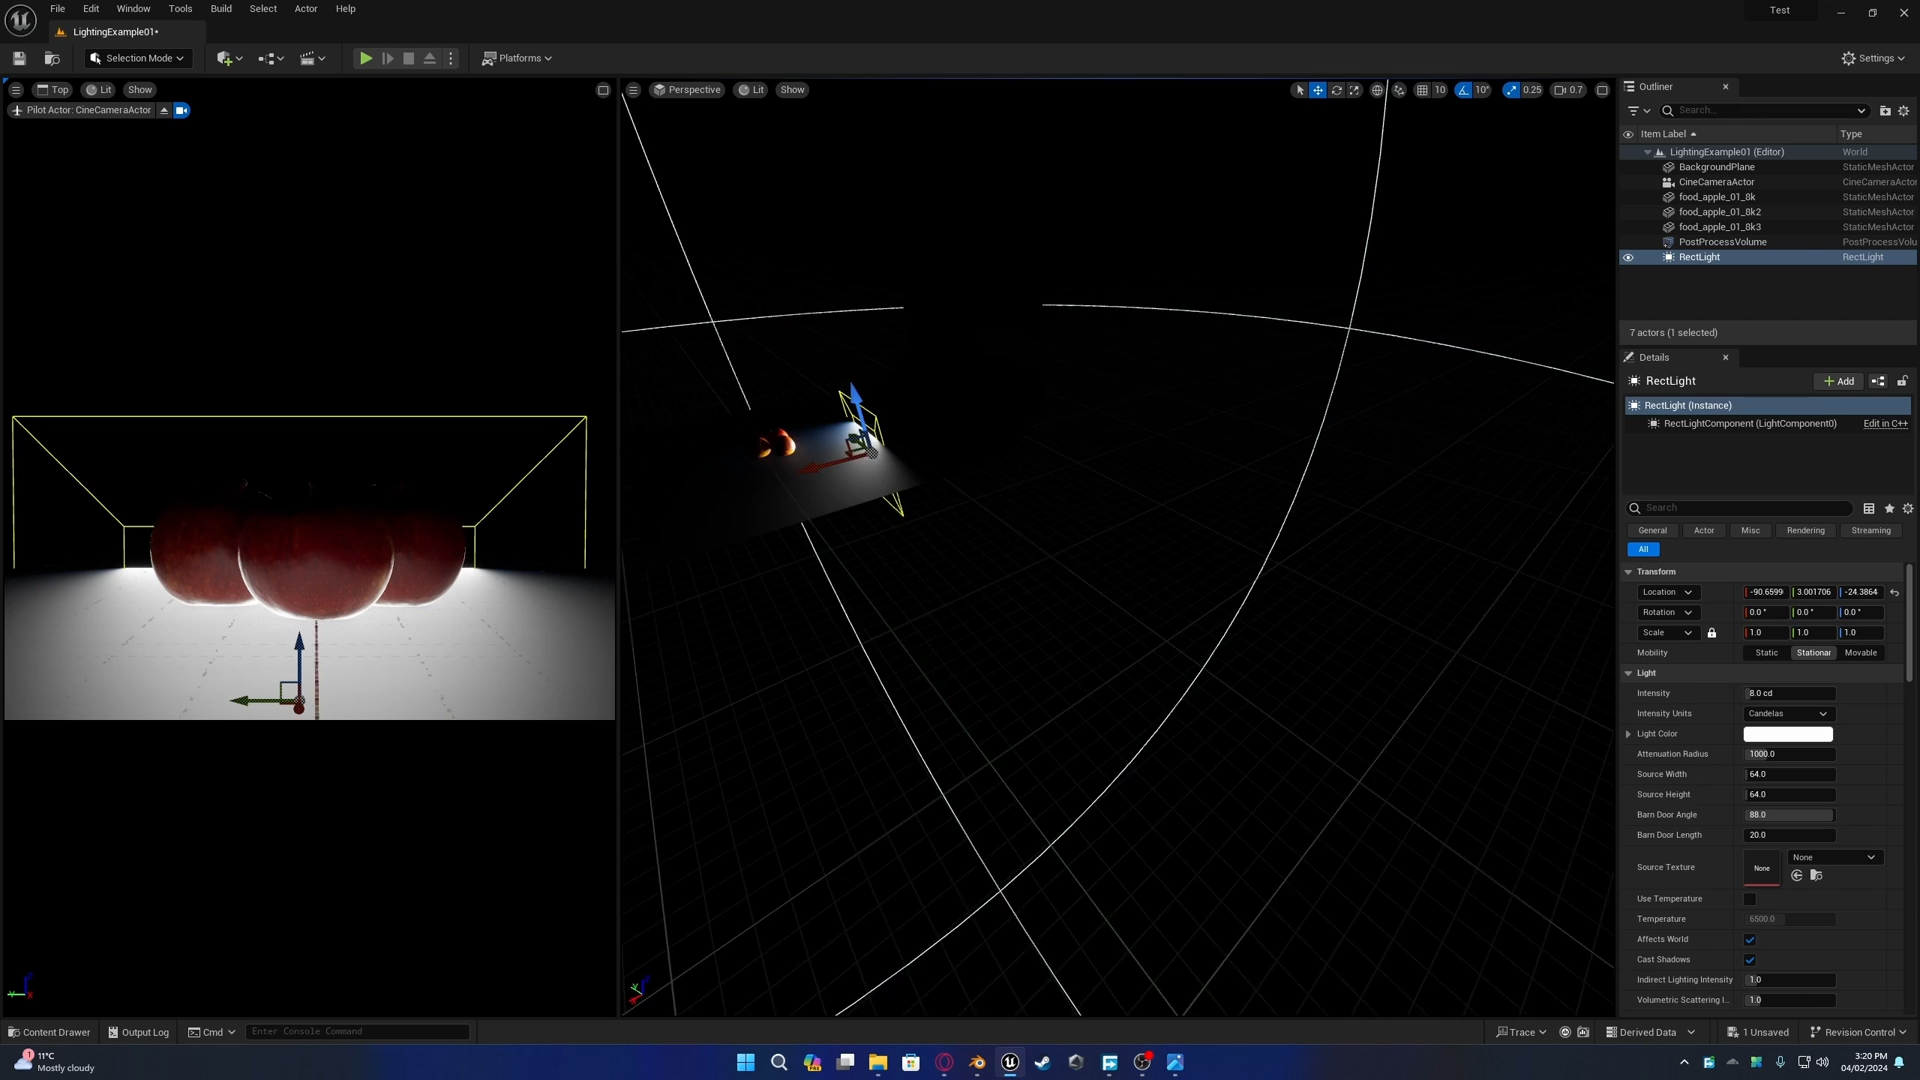 File Edit Window Tools Build Select Actor Help
Test
LightingExample01•
Selection Mode
Platforms
Settings
Top Lit Show
Pilot Actor: CineCameraActor
Perspective Lit Show
10 10° 0.25 0.7
Outliner
Search...
Item Label Type
LightingExample01 (Editor) World
BackgroundPlane StaticMeshActor
CineCameraActor CineCameraActor
food_apple_01_8k StaticMeshActor
food_apple_01_8k2 StaticMeshActor
food_apple_01_8k3 StaticMeshActor
PostProcessVolume PostProcessVolu
RectLight RectLight
7 actors (1 selected)
Details
RectLight
Add
RectLight (Instance)
RectLightComponent (LightComponent0) Edit in C++
Search
General Actor Misc Rendering Streaming
All
Transform
Location -90.6599 3.001706 -24.3864
Rotation 0.0 ° 0.0 ° 0.0 °
Scale 1.0 1.0 1.0
Mobility Static Stationar Movable
Light
Intensity 8.0 cd
Intensity Units Candelas
Light Color
Attenuation Radius 1000.0
Source Width 64.0
Source Height 64.0
Barn Door Angle 88.0
Barn Door Length 20.0
Source Texture None None
Use Temperature
Temperature 6500.0
Affects World
Cast Shadows
Indirect Lighting Intensity 1.0
Volumetric Scattering I... 1.0
Content Drawer Output Log Cmd Enter Console Command
Trace Derived Data 1 Unsaved Revision Control
1
11°C
Mostly cloudy
3:20 PM
04/02/2024